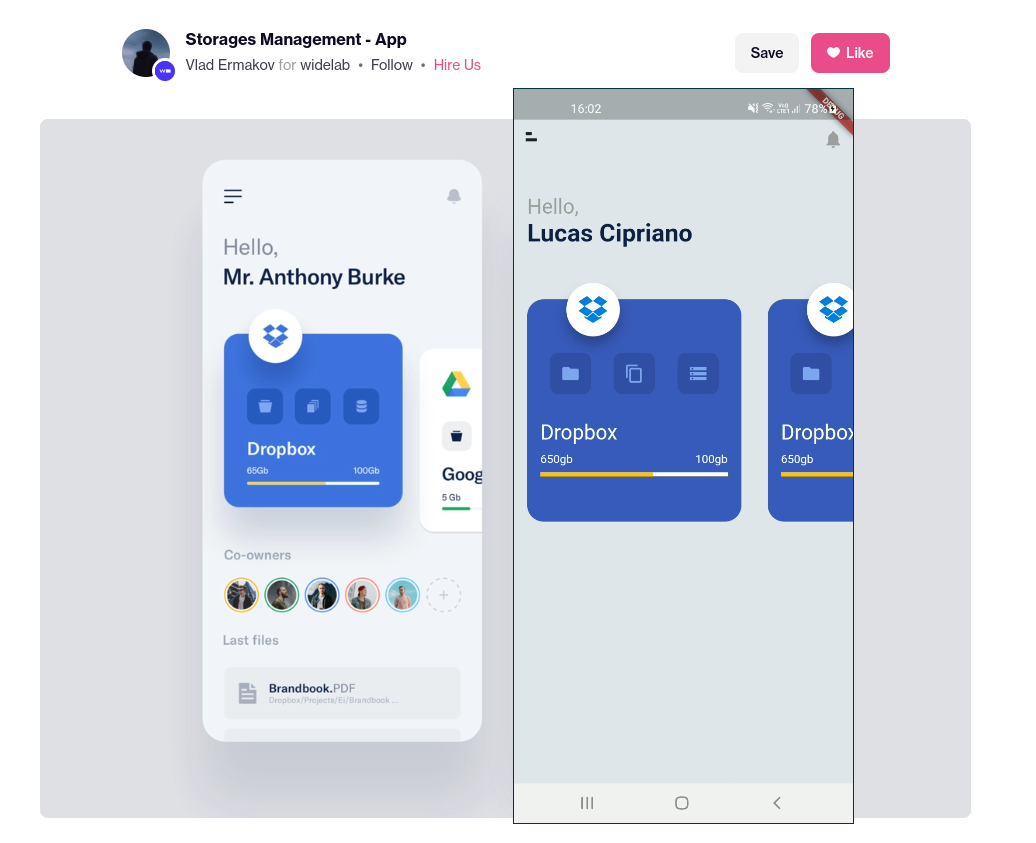 Storages Management - App
Vlad Ermakov for widelab • Follow • Hire Us
Save
Like
Hello,
Mr. Anthony Burke
Dropbox
65Gb 100Gb
Goog
5 Gb
Co-owners
+
Last files
Brandbook.PDF
Dropbox/Projects/Ei/Brandbook ...
16:02
78%
DEBUG
Hello,
Lucas Cipriano
Dropbox
650gb 100gb
Dropbox
650gb